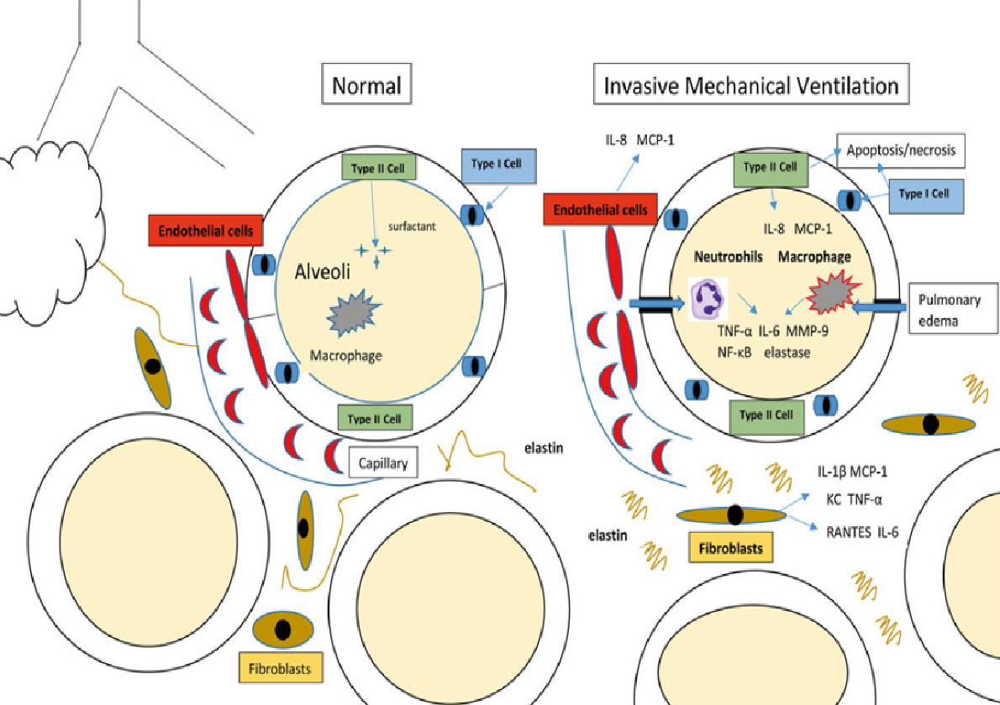 Normal
Type II Cell
Type I Cell
Endothelial cells
surfactant
Alveoli
Macrophage
Type II Cell
Capillary
elastin
Fibroblasts
Invasive Mechanical Ventilation
IL-8 MCP-1
Apoptosis/necrosis
Type II Cell
Type I Cell
Endothelial cells
IL-8 MCP-1
Neutrophils Macrophage
Pulmonary
edema
TNF-α IL-6 MMP-9
NF-κB elastase
Type II Cell
IL-1β MCP-1
KC TNF-α
RANTES IL-6
elastin
Fibroblasts